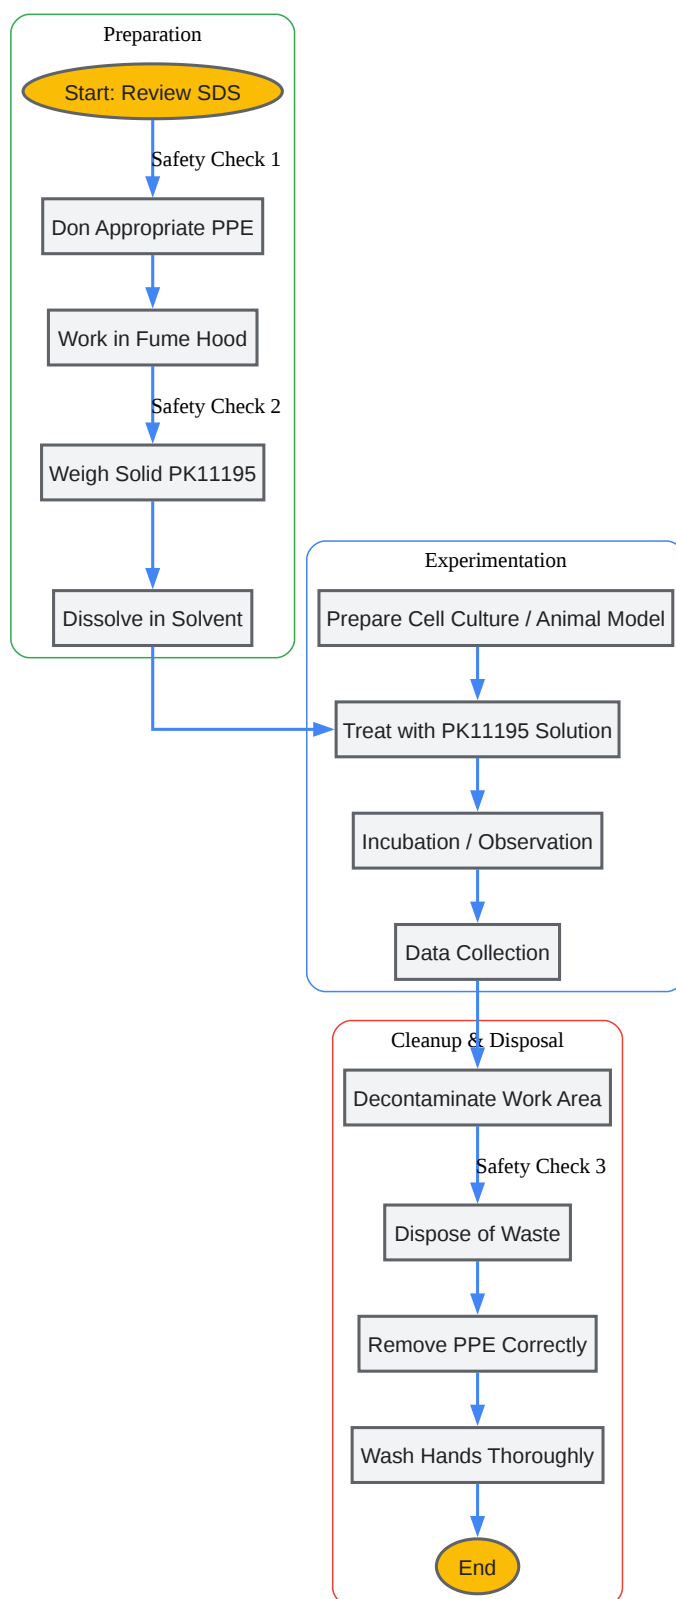 Preparation
Start: Review SDS
Safety Check 1
Don Appropriate PPE
Work in Fume Hood
Safety Check 2
Weigh Solid PK11195
Dissolve in Solvent
Experimentation
Prepare Cell Culture / Animal Model
Treat with PK11195 Solution
Incubation / Observation
Data Collection
Cleanup & Disposal
Decontaminate Work Area
Safety Check 3
Dispose of Waste
Remove PPE Correctly
Wash Hands Thoroughly
End